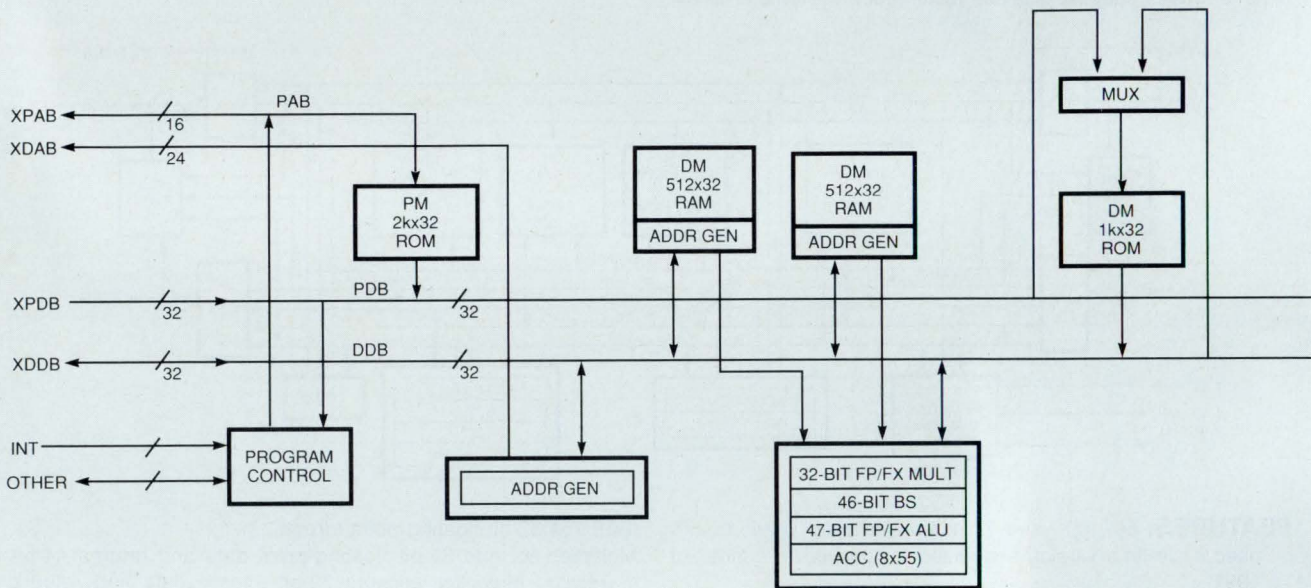 PAB
XPAB
16
XDAB
24
PM
2kx32
ROM
DM
512x32
RAM
ADDR GEN
DM
512x32
RAM
ADDR GEN
MUX
DM
1kx32
ROM
XPDB
32
PDB
32
XDDB
32
DDB
32
INT
OTHER
PROGRAM
CONTROL
ADDR GEN
32-BIT FP/FX MULT
46-BIT BS
47-BIT FP/FX ALU
ACC (8x55)